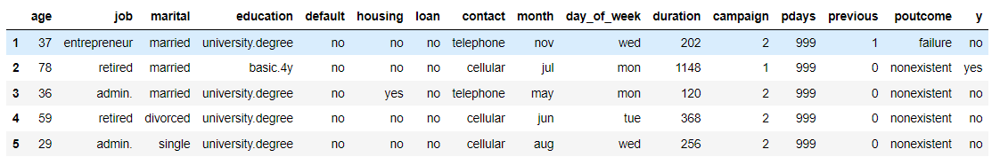 age job marital education default housing loan contact month day_of_week duration campaign pdays previous poutcome y
1 37 entrepreneur married university.degree no no no telephone nov wed 202 2 999 1 failure no
2 78 retired married basic.4y no no no cellular jul mon 1148 1 999 0 nonexistent yes
3 36 admin. married university.degree no yes no telephone may mon 120 2 999 0 nonexistent no
4 59 retired divorced university.degree no no no cellular jun tue 368 2 999 0 nonexistent no
5 29 admin. single university.degree no no no cellular aug wed 256 2 999 0 nonexistent no